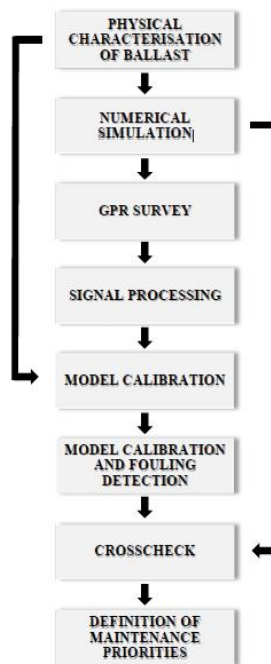 PHYSICAL
CHARACTERISATION
OF BALLAST
NUMERICAL
SIMULATION
GPR SURVEY
SIGNAL PROCESSING
MODEL CALIBRATION
MODEL CALIBRATION
AND FOULING
DETECTION
CROSSCHECK
DEFINITION OF
MAINTENANCE
PRIORITIES